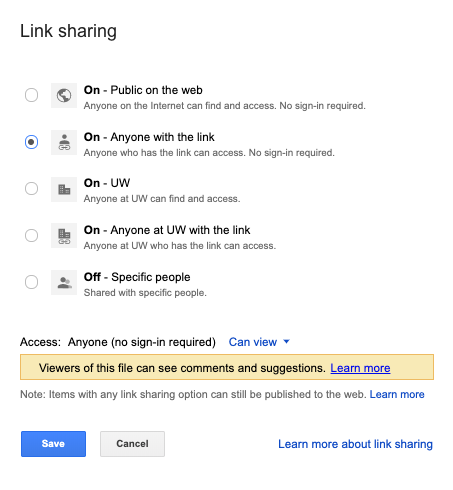 Link sharing
On - Public on the web
Anyone on the Internet can find and access. No sign-in required.
On - Anyone with the link
Anyone who has the link can access. No sign-in required.
On - UW
Anyone at UW can find and access.
On - Anyone at UW with the link
Anyone at UW who has the link can access.
Off - Specific people
Shared with specific people.
Access: Anyone (no sign-in required) Can view
Viewers of this file can see comments and suggestions. Learn more
Note: Items with any link sharing option can still be published to the web. Learn more
Save Cancel Learn more about link sharing